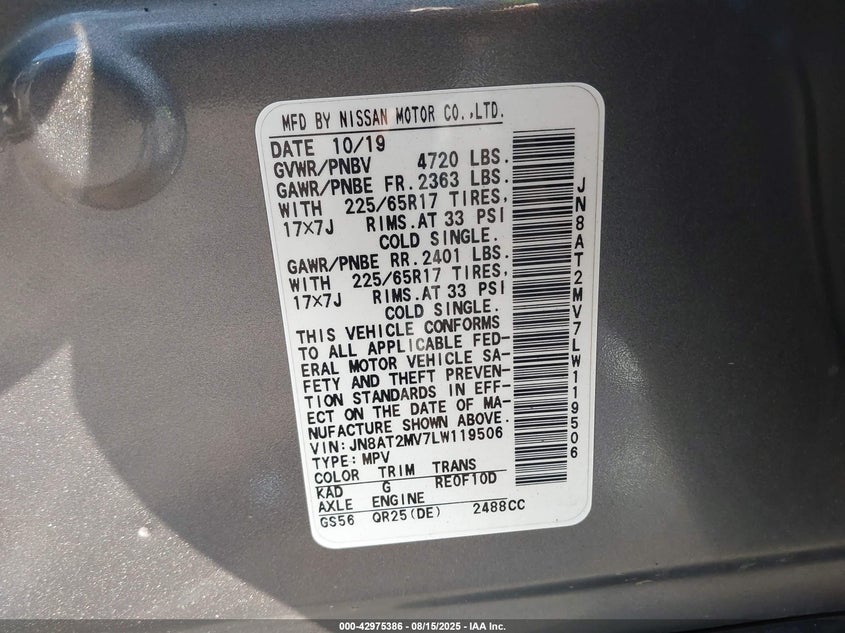 MFD BY NISSAN MOTOR CO.,LTD.
DATE 10/19
GVWR/PNBV 4720 LBS.
GAWR/PNBE FR. 2363 LBS.
WITH 225/65R17 TIRES,
17×7J RIMS.AT 33 PSI
COLD SINGLE.
GAWR/PNBE RR. 2401 LBS.
WITH 225/65R17 TIRES,
17×7J RIMS.AT 33 PSI
COLD SINGLE.
THIS VEHICLE CONFORMS
TO ALL APPLICABLE FED-
ERAL MOTOR VEHICLE SA-
FETY AND THEFT PREVEN-
TION STANDARDS IN EFF-
ECT ON THE DATE OF MA-
NUFACTURE SHOWN ABOVE.
VIN:JN8AT2MV7LW119506
TYPE:MPV
COLOR TRIM TRANS
KAD G RE0F10D
AXLE ENGINE
GS56 QR25(DE) 2488CC
JN8AT2MV7LW119506
000-42975386 - 08/15/2025 - IAA Inc.